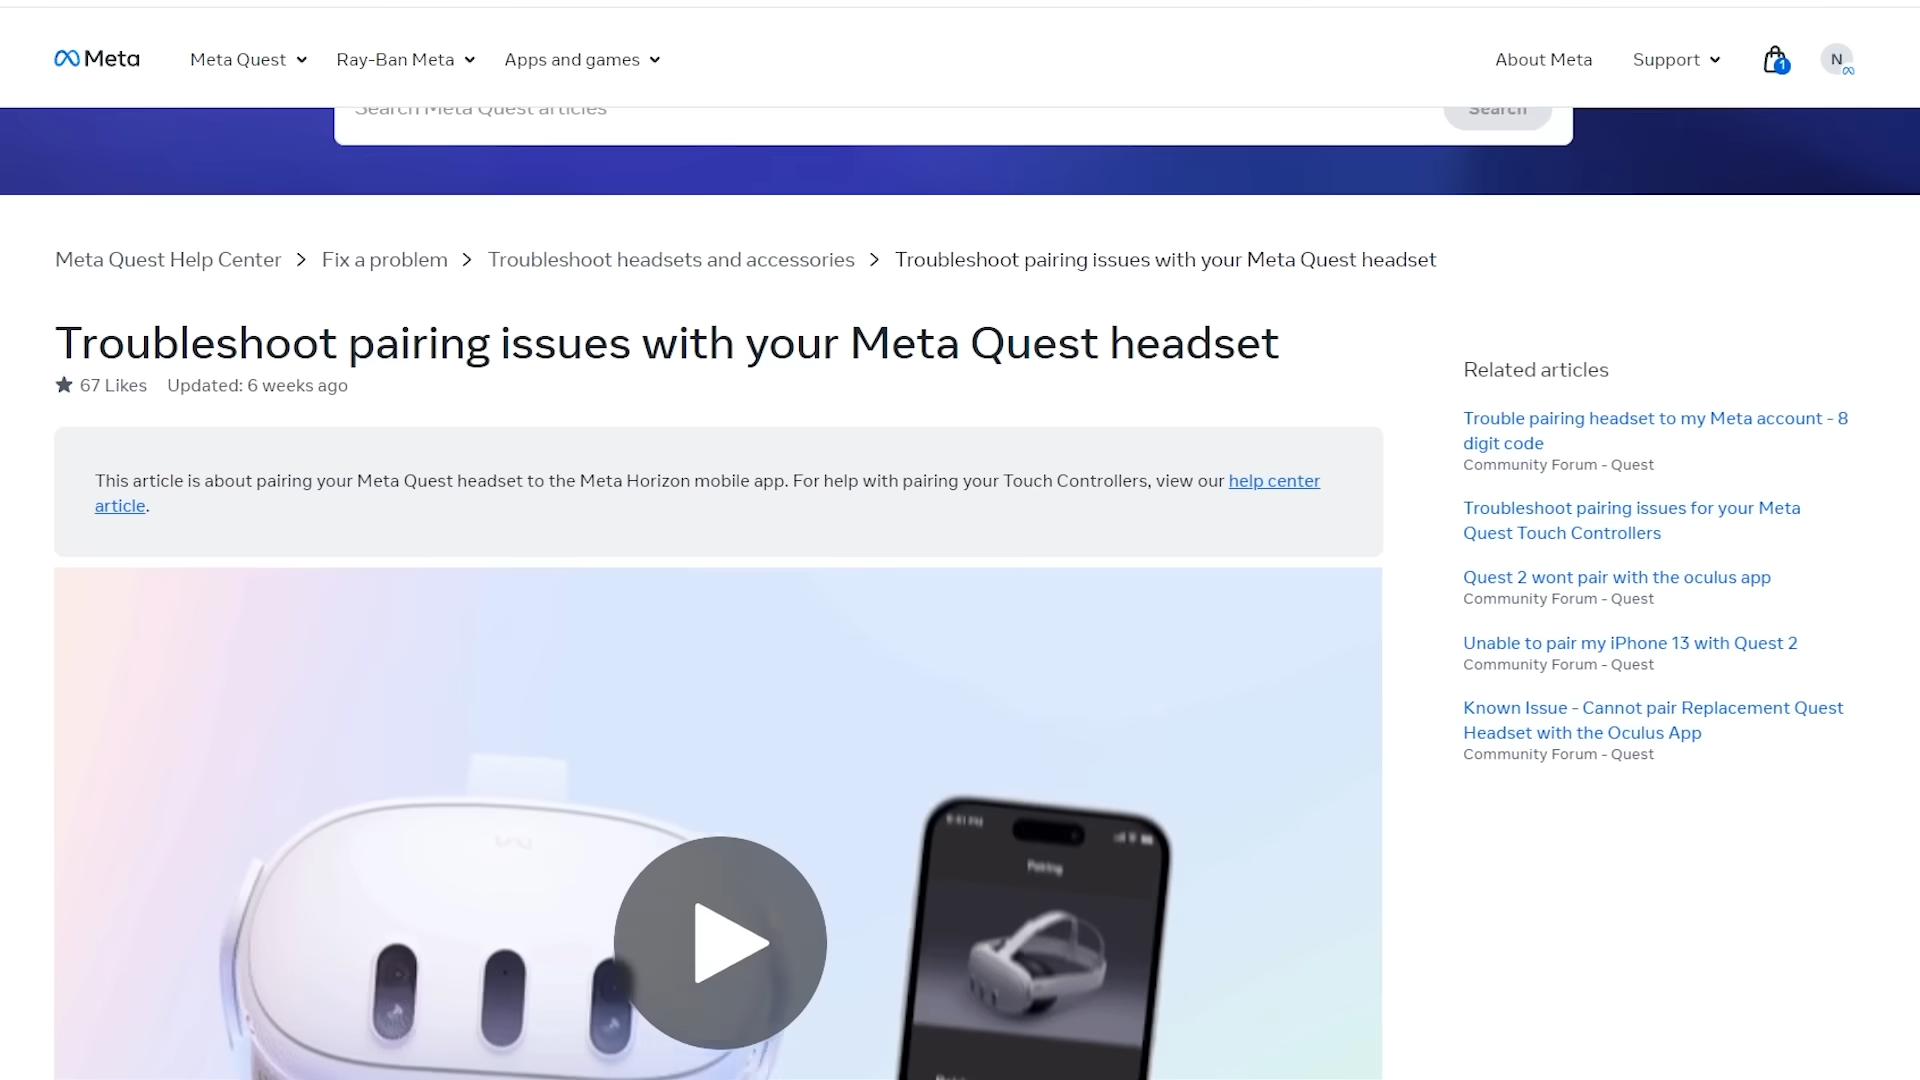 Meta
Meta Quest
Ray-Ban Meta
Apps and games
About Meta
Support
1
N
Search Meta Quest articles
Search
Meta Quest Help Center > Fix a problem > Troubleshoot headsets and accessories > Troubleshoot pairing issues with your Meta Quest headset
Troubleshoot pairing issues with your Meta Quest headset
67 Likes Updated: 6 weeks ago
This article is about pairing your Meta Quest headset to the Meta Horizon mobile app. For help with pairing your Touch Controllers, view our help center
article.
Pairing
Related articles
Trouble pairing headset to my Meta account - 8
digit code
Community Forum - Quest
Troubleshoot pairing issues for your Meta
Quest Touch Controllers
Quest 2 wont pair with the oculus app
Community Forum - Quest
Unable to pair my iPhone 13 with Quest 2
Community Forum - Quest
Known Issue - Cannot pair Replacement Quest
Headset with the Oculus App
Community Forum - Quest